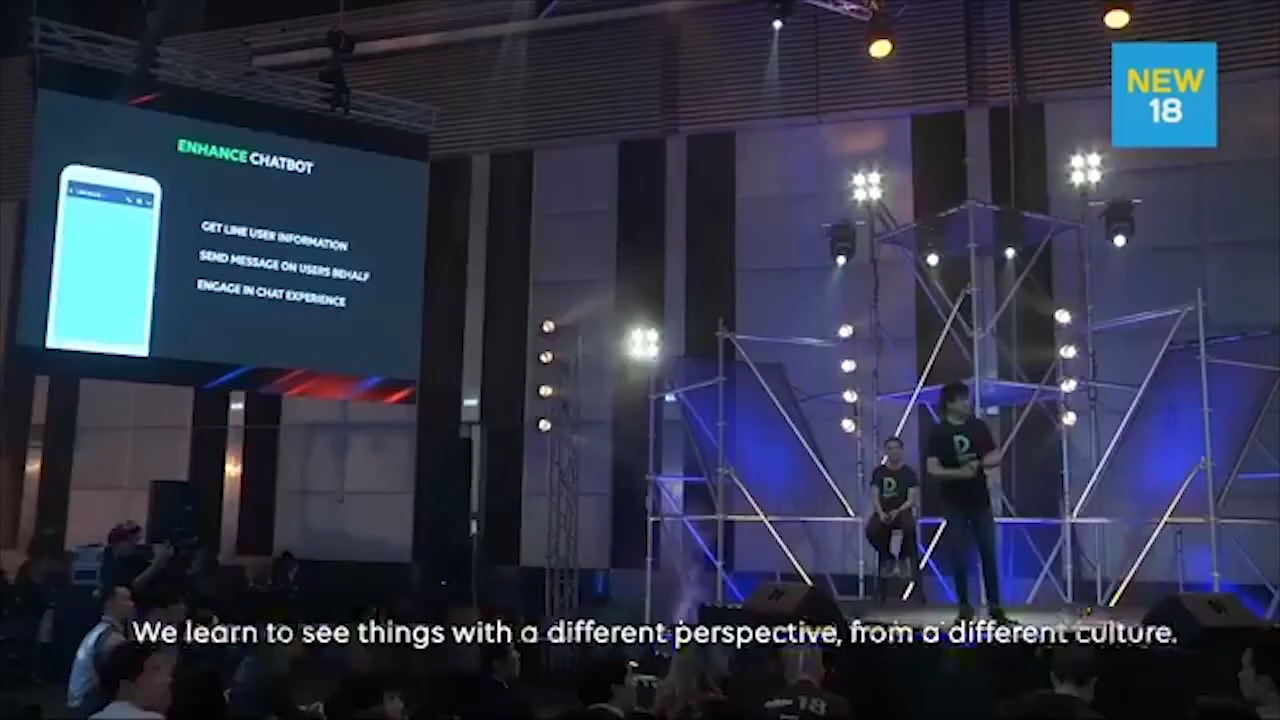 NEW
18
ENHANCE CHATBOT
GET LINE USER INFORMATION
SEND MESSAGE ON USERS BEHALF
ENGAGE IN CHAT EXPERIENCE
D
D
We learn to see things with a different perspective, from a different culture.